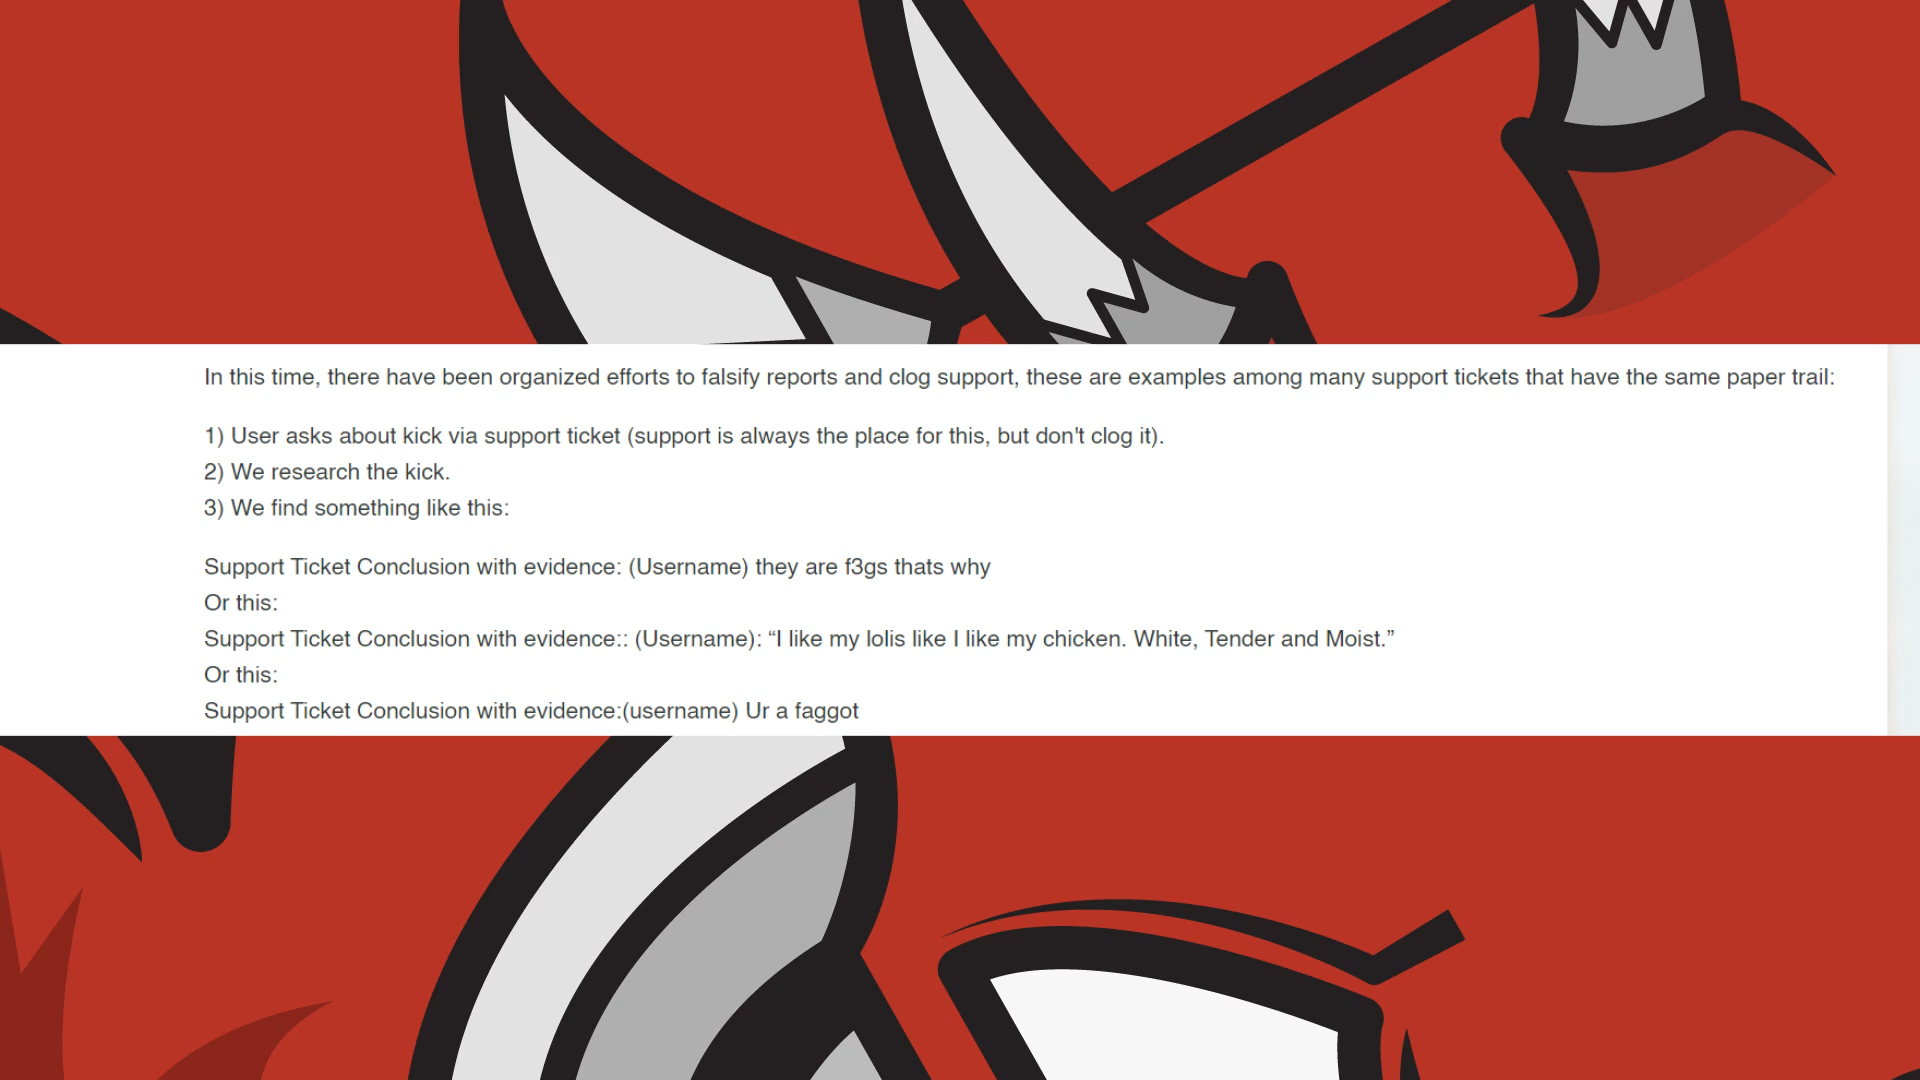 In this time, there have been organized efforts to falsify reports and clog support, these are examples among many support tickets that have the same paper trail:
1) User asks about kick via support ticket (support is always the place for this, but don't clog it).
2) We research the kick.
3) We find something like this:
Support Ticket Conclusion with evidence: (Username) they are f3gs thats why
Or this:
Support Ticket Conclusion with evidence:: (Username): “I like my lolis like I like my chicken. White, Tender and Moist.”
Or this:
Support Ticket Conclusion with evidence:(username) Ur a faggot